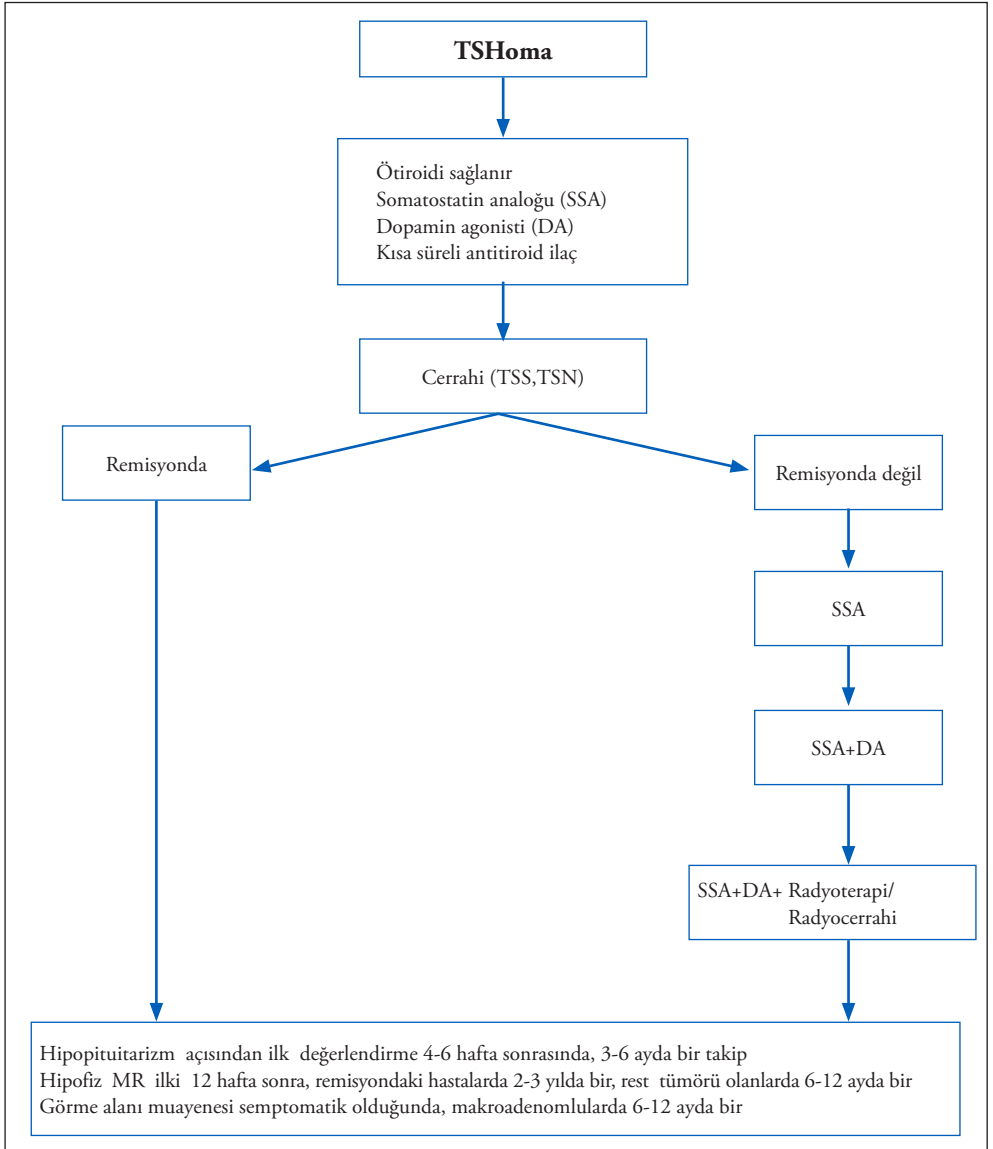 TSHoma
Ötiroidi sağlanır
Somatostatin analoğu (SSA)
Dopamin agonisti (DA)
Kısa süreli antitiroid ilaç
Cerrahi (TSS,TSN)
Remisyonda
Remisyonda değil
SSA
SSA+DA
SSA+DA+ Radyoterapi/
Radyocerrahi
Hipopituitarizm açısından ilk değerlendirme 4-6 hafta sonrasında, 3-6 ayda bir takip
Hipofiz MR ilki 12 hafta sonra, remisyondaki hastalarda 2-3 yılda bir, rest tümörü olanlarda 6-12 ayda bir
Görme alanı muayenesi semptomatik olduğunda, makroadenomlularda 6-12 ayda bir